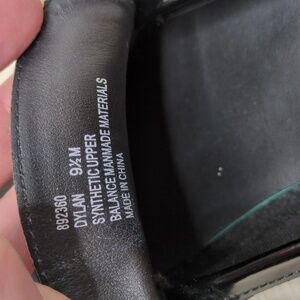 892360
DYLAN 9½M
SYNTHETIC UPPER
BALANCE MANMADE MATERIALS
MADE IN CHINA